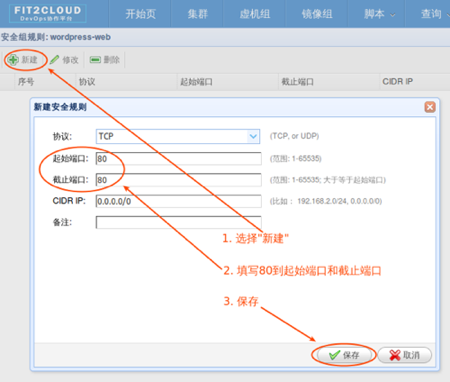 FIT2CLOUD
DevOps协作平台
开始页 集群 虚机组 镜像组 脚本 查询
安全组规则: wordpress-web
新建 修改 删除
序号 协议 起始端口 截止端口 CIDR IP
新建安全规则
协议: TCP (TCP, or UDP)
起始端口: 80 (范围: 1-65535)
截止端口: 80 (范围: 1-65535; 大于等于起始端口)
CIDR IP: 0.0.0.0/0 (比如： 192.168.2.0/24, 0.0.0.0/0)
备注:
1. 选择"新建"
2. 填写80到起始端口和截止端口
3. 保存
保存 取消